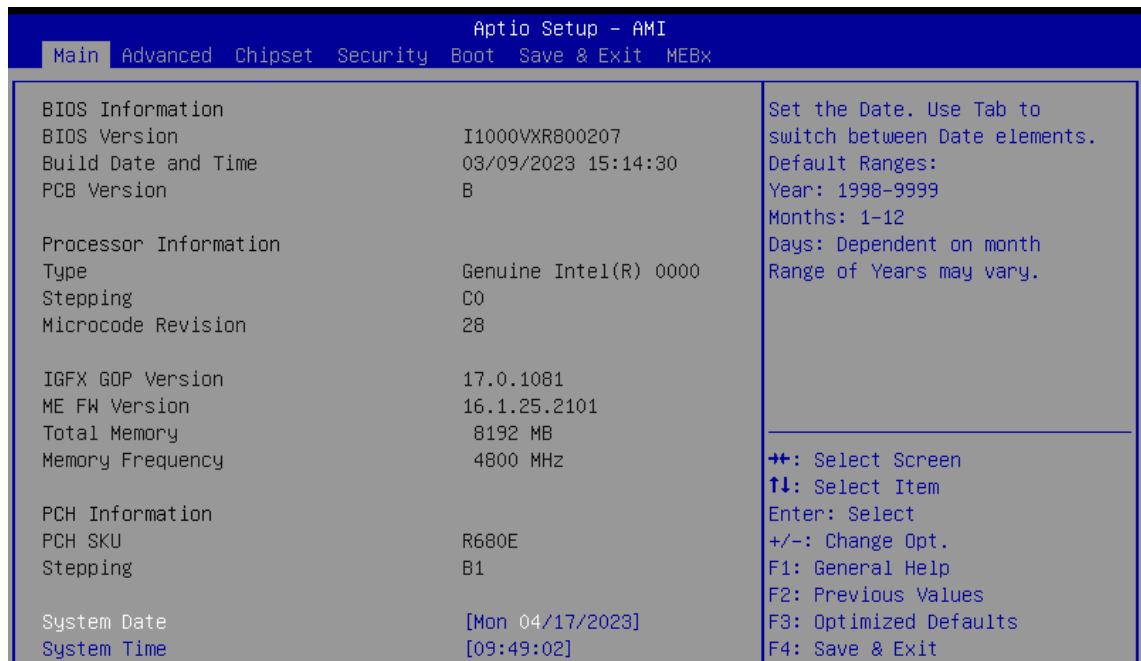 Aptio Setup – AMI
Main Advanced Chipset Security Boot Save & Exit MEBx
BIOS Information
BIOS Version I1000VXR800207
Build Date and Time 03/09/2023 15:14:30
PCB Version B
Processor Information
Type Genuine Intel(R) 0000
Stepping C0
Microcode Revision 28
IGFX GOP Version 17.0.1081
ME FW Version 16.1.25.2101
Total Memory 8192 MB
Memory Frequency 4800 MHz
PCH Information
PCH SKU R680E
Stepping B1
System Date [Mon 04/17/2023]
System Time [09:49:02]
Set the Date. Use Tab to
switch between Date elements.
Default Ranges:
Year: 1998-9999
Months: 1-12
Days: Dependent on month
Range of Years may vary.
→←: Select Screen
↑↓: Select Item
Enter: Select
+/-: Change Opt.
F1: General Help
F2: Previous Values
F3: Optimized Defaults
F4: Save & Exit